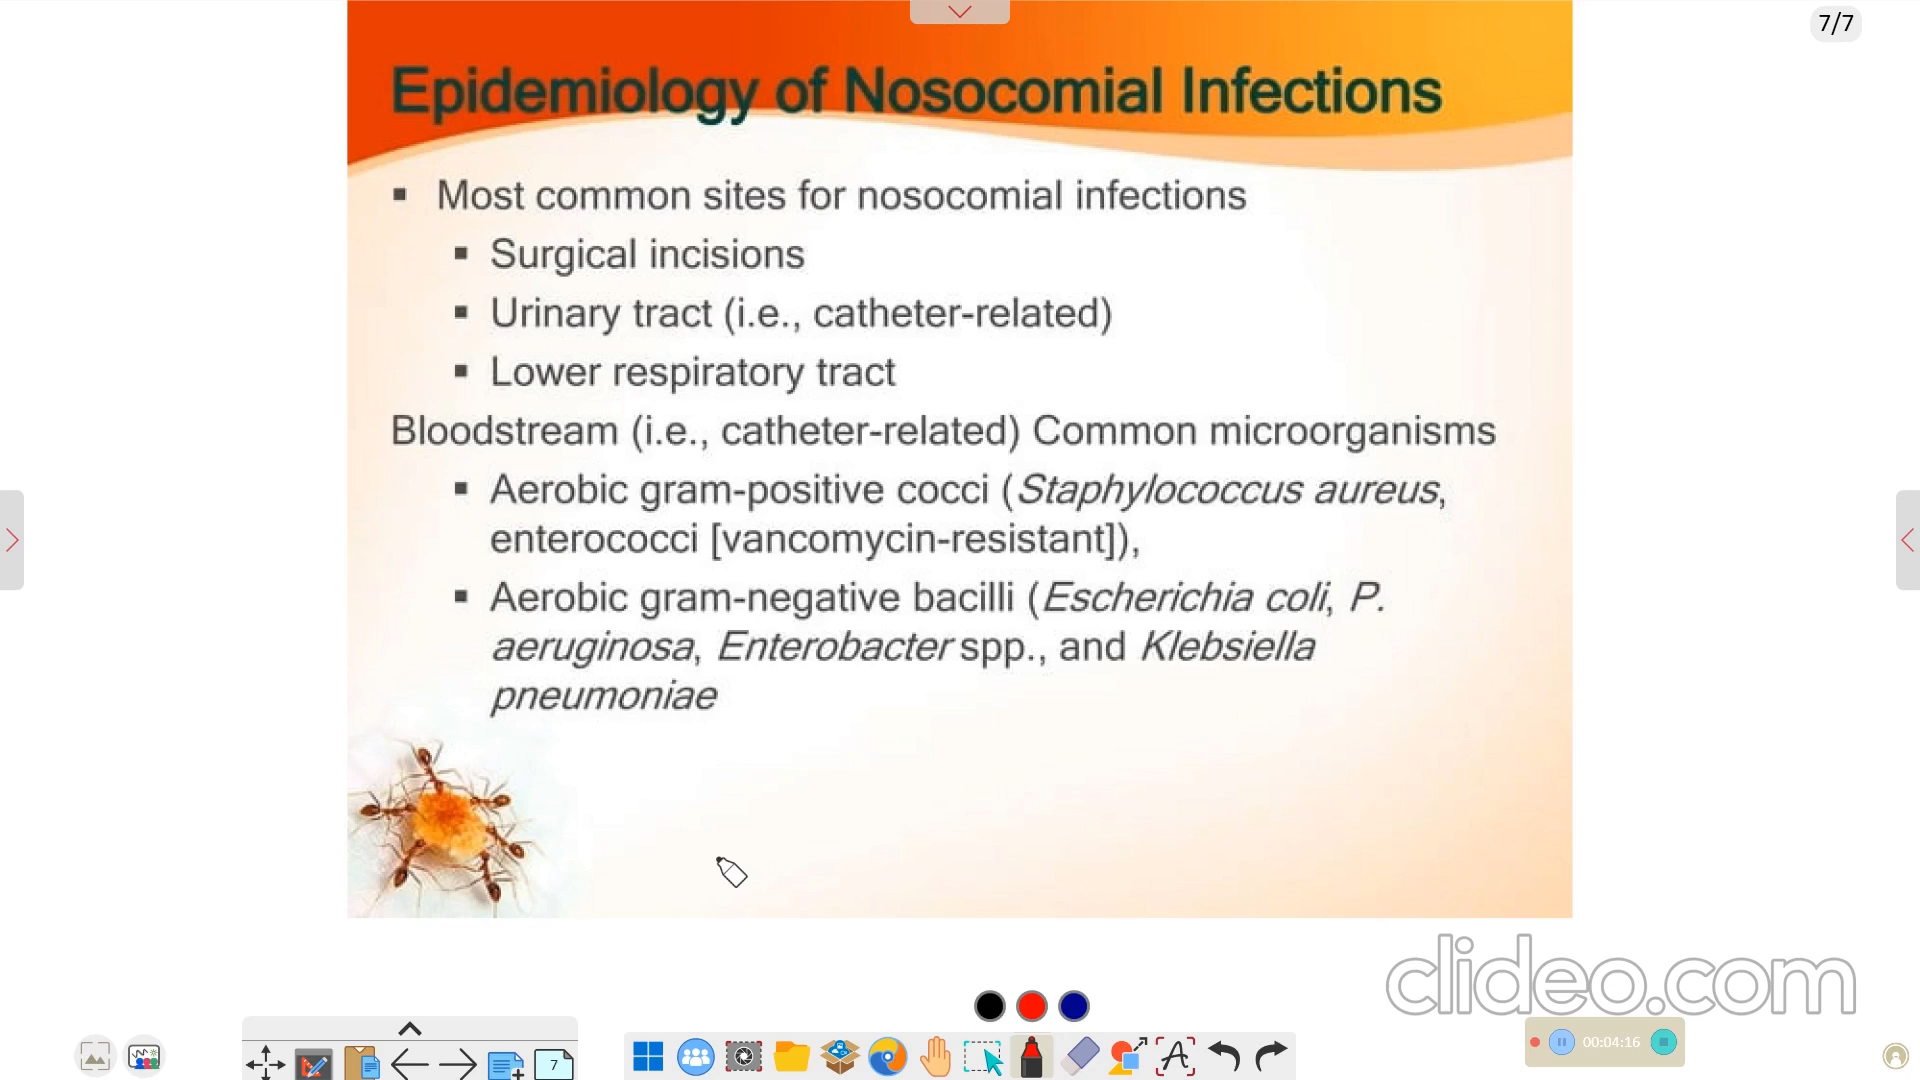 7/7
Epidemiology of Nosocomial Infections
▪ Most common sites for nosocomial infections
▪ Surgical incisions
▪ Urinary tract (i.e., catheter-related)
▪ Lower respiratory tract
Bloodstream (i.e., catheter-related) Common microorganisms
▪ Aerobic gram-positive cocci (Staphylococcus aureus,
enterococci [vancomycin-resistant]),
▪ Aerobic gram-negative bacilli (Escherichia coli, P.
aeruginosa, Enterobacter spp., and Klebsiella
pneumoniae
clideo.com
00:04:16
7